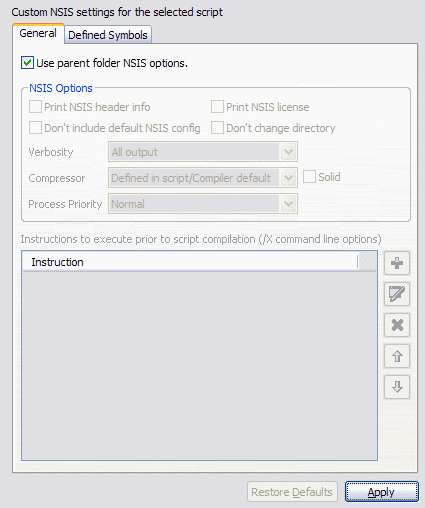 Custom NSIS settings for the selected script
General Defined Symbols
Use parent folder NSIS options.
NSIS Options
Print NSIS header info Print NSIS license
Don't include default NSIS config Don't change directory
Verbosity All output
Compressor Defined in script/Compiler default Solid
Process Priority Normal
Instructions to execute prior to script compilation (/X command line options)
Instruction
Restore Defaults Apply